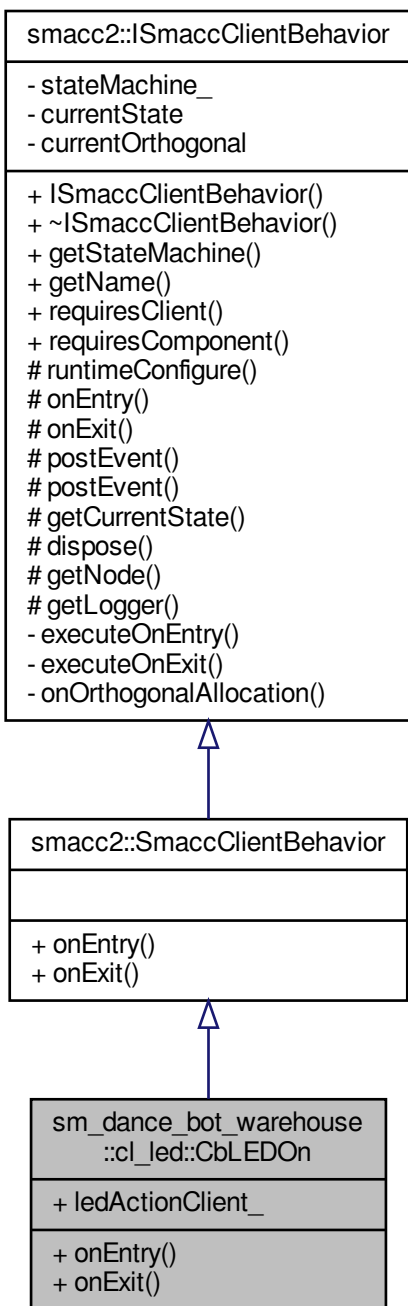 smacc2::ISmaccClientBehavior
- stateMachine_
- currentState
- currentOrthogonal
+ ISmaccClientBehavior()
+ ~ISmaccClientBehavior()
+ getStateMachine()
+ getName()
+ requiresClient()
+ requiresComponent()
# runtimeConfigure()
# onEntry()
# onExit()
# postEvent()
# postEvent()
# getCurrentState()
# dispose()
# getNode()
# getLogger()
- executeOnEntry()
- executeOnExit()
- onOrthogonalAllocation()
smacc2::SmaccClientBehavior
+ onEntry()
+ onExit()
sm_dance_bot_warehouse
::cl_led::CbLEDOn
+ ledActionClient_
+ onEntry()
+ onExit()